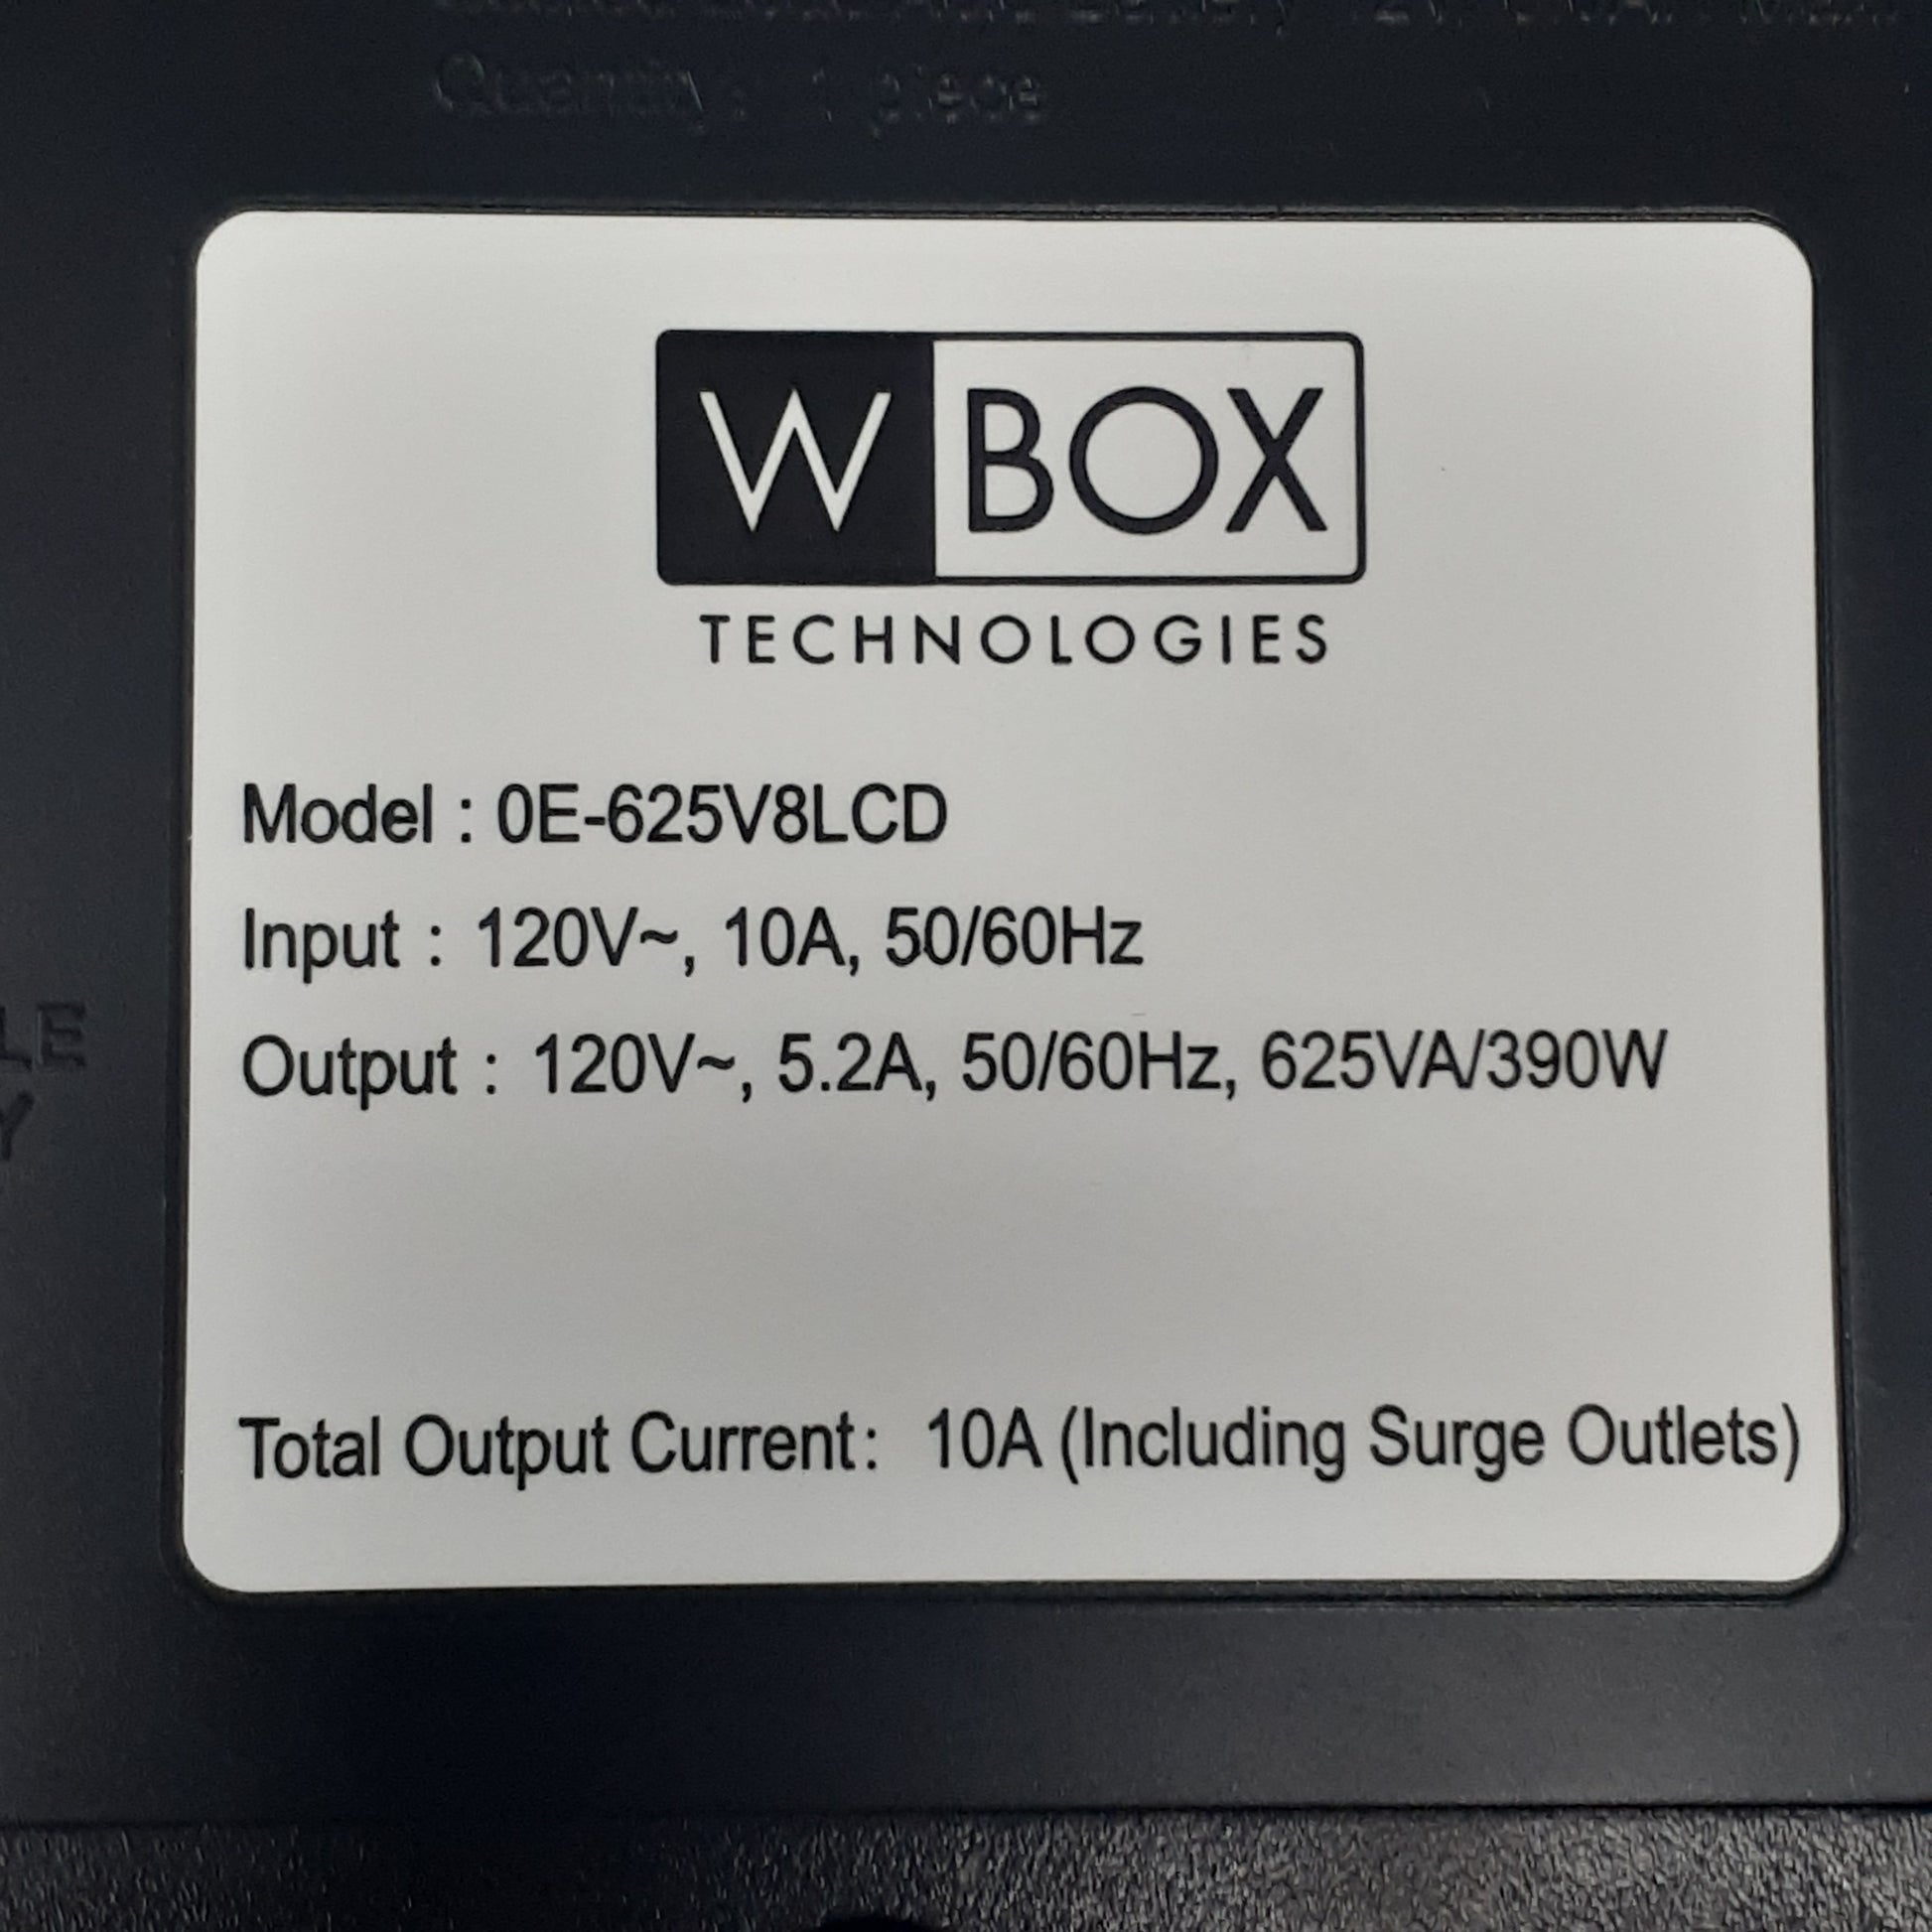 Quantity : 1 piece
W BOX
TECHNOLOGIES
Model : 0E-625V8LCD
Input : 120V~, 10A, 50/60Hz
Output : 120V~, 5.2A, 50/60Hz, 625VA/390W
LE
Y
Total Output Current: 10A (Including Surge Outlets)